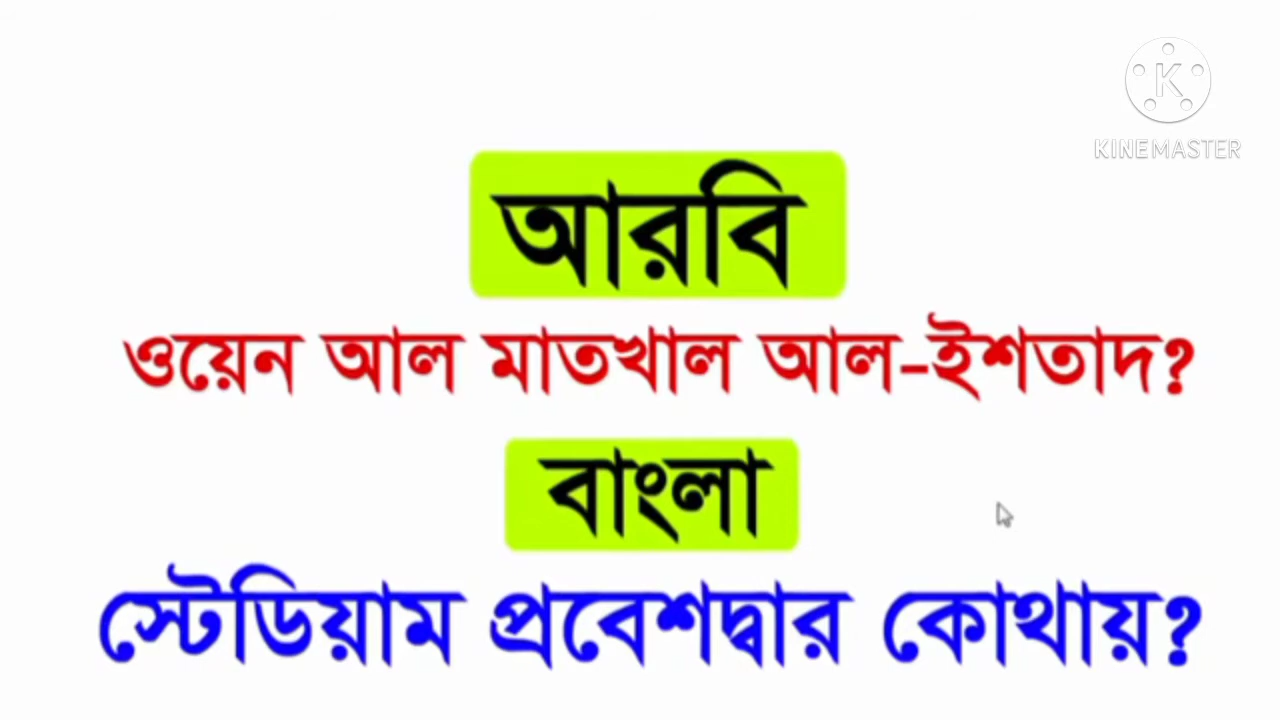 KINEMASTER
আরবি
ওয়েন আল মাতখাল আল-ইশতাদ?
বাংলা
স্টেডিয়াম প্রবেশদ্বার কোথায়?